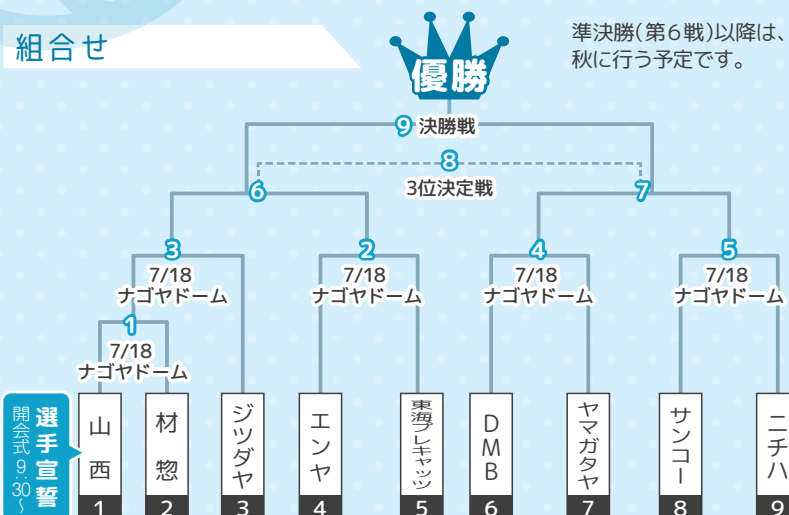 組合せ
優勝
準決勝（第6戦）以降は、
秋に行う予定です。
9 決勝戦
8
3位決定戦
6
7
3
7/18
ナゴヤドーム
2
7/18
ナゴヤドーム
4
7/18
ナゴヤドーム
5
7/18
ナゴヤドーム
1
7/18
ナゴヤドーム
選手宣誓
開会式9:30〜
山西
1
材惣
2
ジツダヤ
3
エンヤ
4
東海プレキャッツ
5
DMB
6
ヤマガタヤ
7
サンコー
8
ニチハ
9